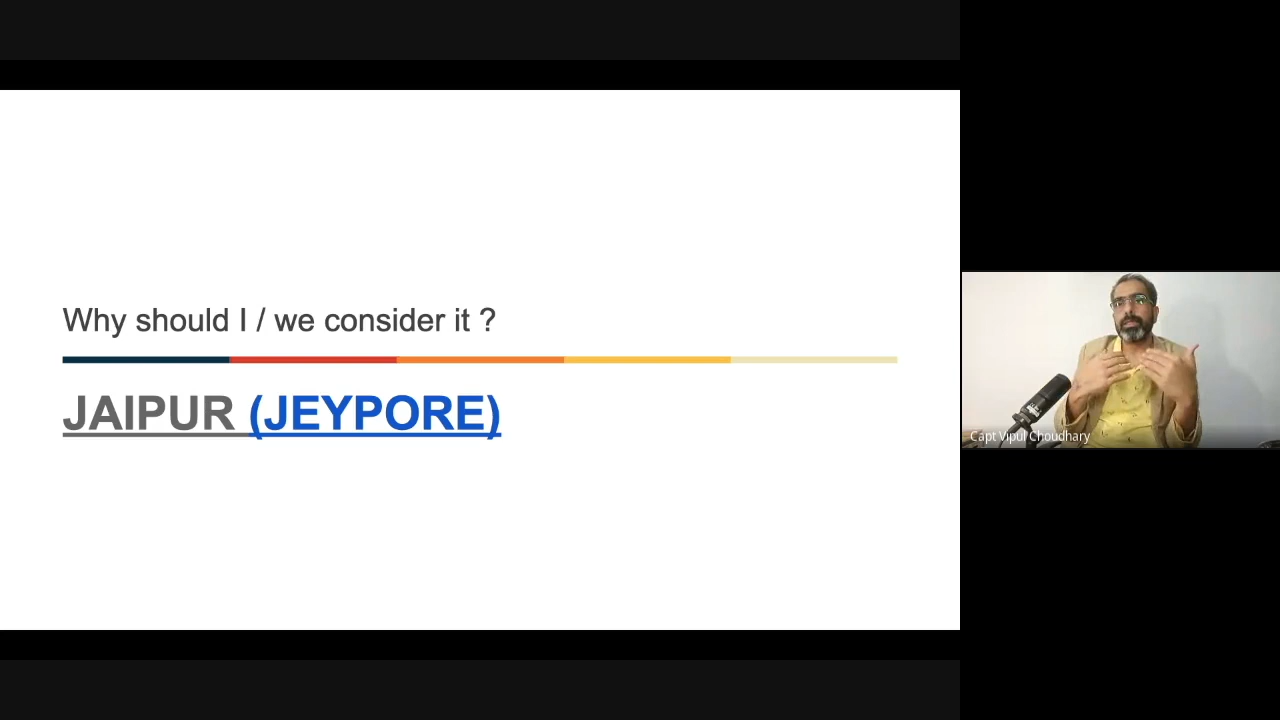 Why should I / we consider it ?
JAIPUR (JEYPORE)
Capt Vipul Choudhary